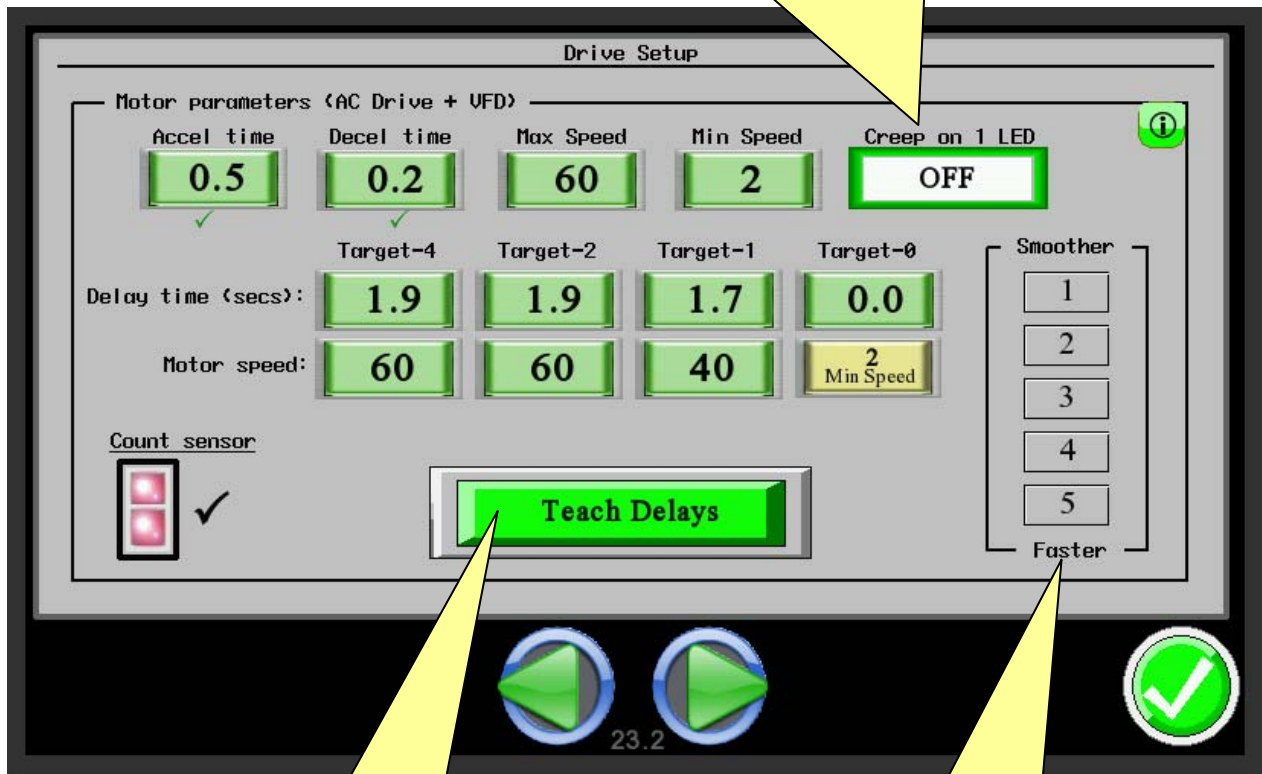 Drive Setup
Motor parameters (AC Drive + VFD)
Accel time Decel time Max Speed Min Speed Creep on 1 LED
0.5 0.2 60 2 OFF
Target-4 Target-2 Target-1 Target-0
Delay time (secs): 1.9 1.9 1.7 0.0
Motor speed: 60 60 40 2
Min Speed
Smoother
1
2
3
4
5
Faster
Count sensor
Teach Delays
23.2